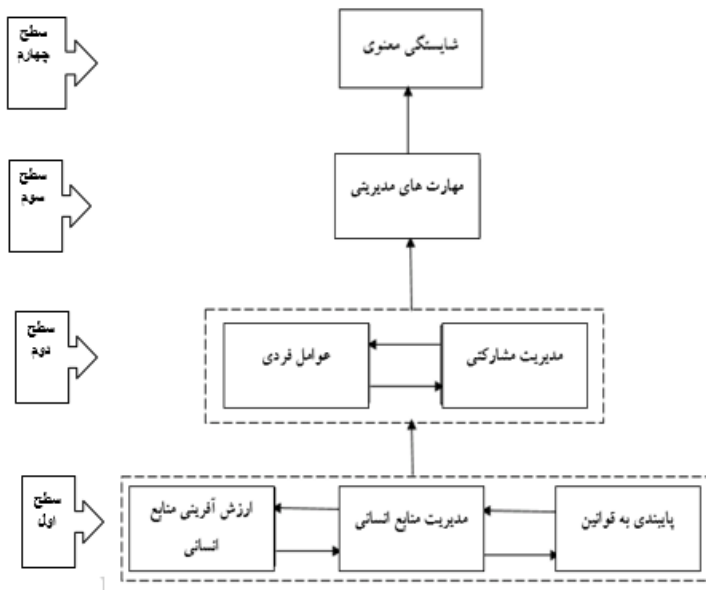 سطح
چهارم
شایستگی معنوی
سطح
سوم
مهارت های مدیریتی
سطح
دوم
مدیریت مشارکتی
عوامل فردی
سطح
اول
پایبندی به قوانین
مدیریت منابع انسانی
ارزش آفرینی منابع
انسانی
1